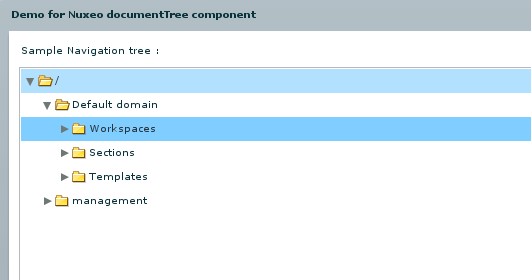 Demo for Nuxeo documentTree component
Sample Navigation tree :
/
Default domain
Workspaces
Sections
Templates
management